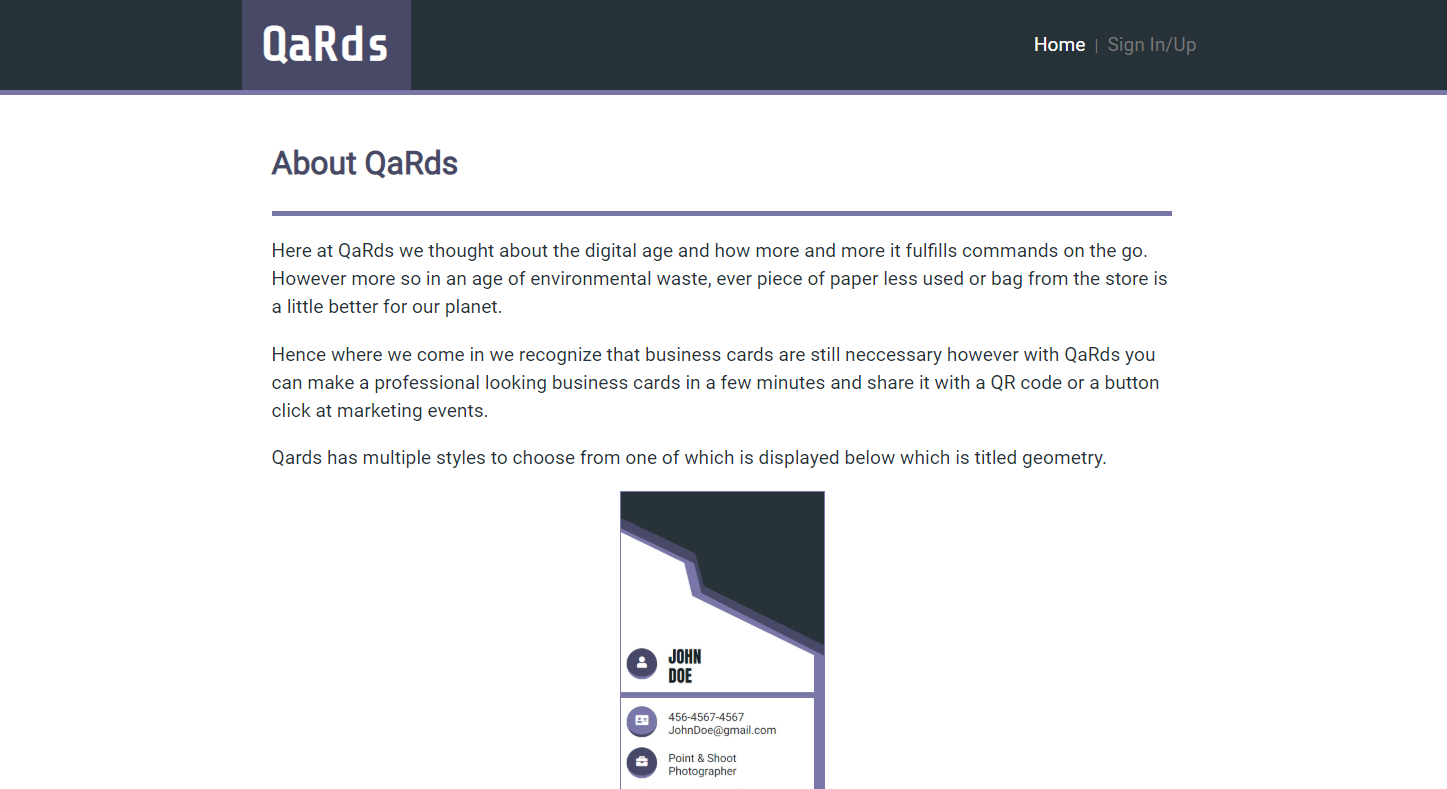 QaRds
Home | Sign In/Up
About QaRds
Here at QaRds we thought about the digital age and how more and more it fulfills commands on the go.
However more so in an age of environmental waste, ever piece of paper less used or bag from the store is
a little better for our planet.
Hence where we come in we recognize that business cards are still neccessary however with QaRds you
can make a professional looking business cards in a few minutes and share it with a QR code or a button
click at marketing events.
Qards has multiple styles to choose from one of which is displayed below which is titled geometry.
JOHN
DOE
456-4567-4567
JohnDoe@gmail.com
Point & Shoot
Photographer